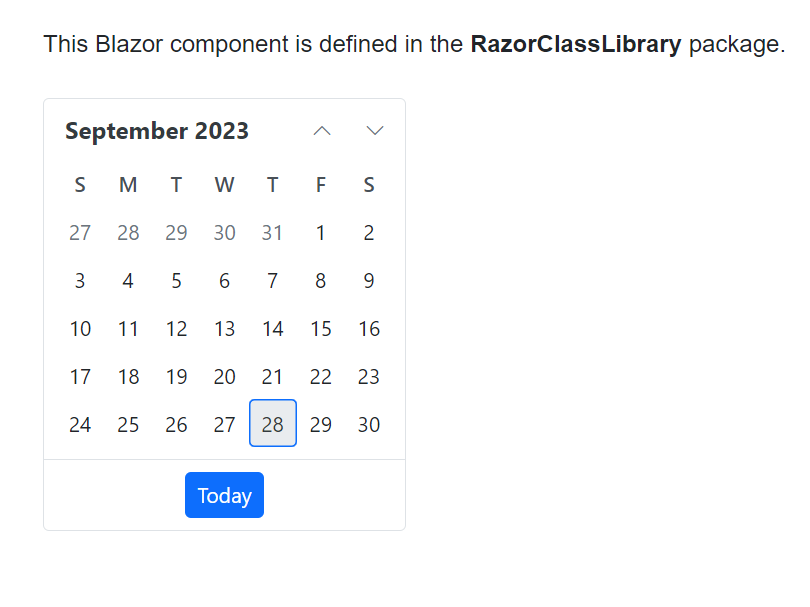 This Blazor component is defined in the RazorClassLibrary package.
September 2023
S M T W T F S
27 28 29 30 31 1 2
3 4 5 6 7 8 9
10 11 12 13 14 15 16
17 18 19 20 21 22 23
24 25 26 27 28 29 30
Today